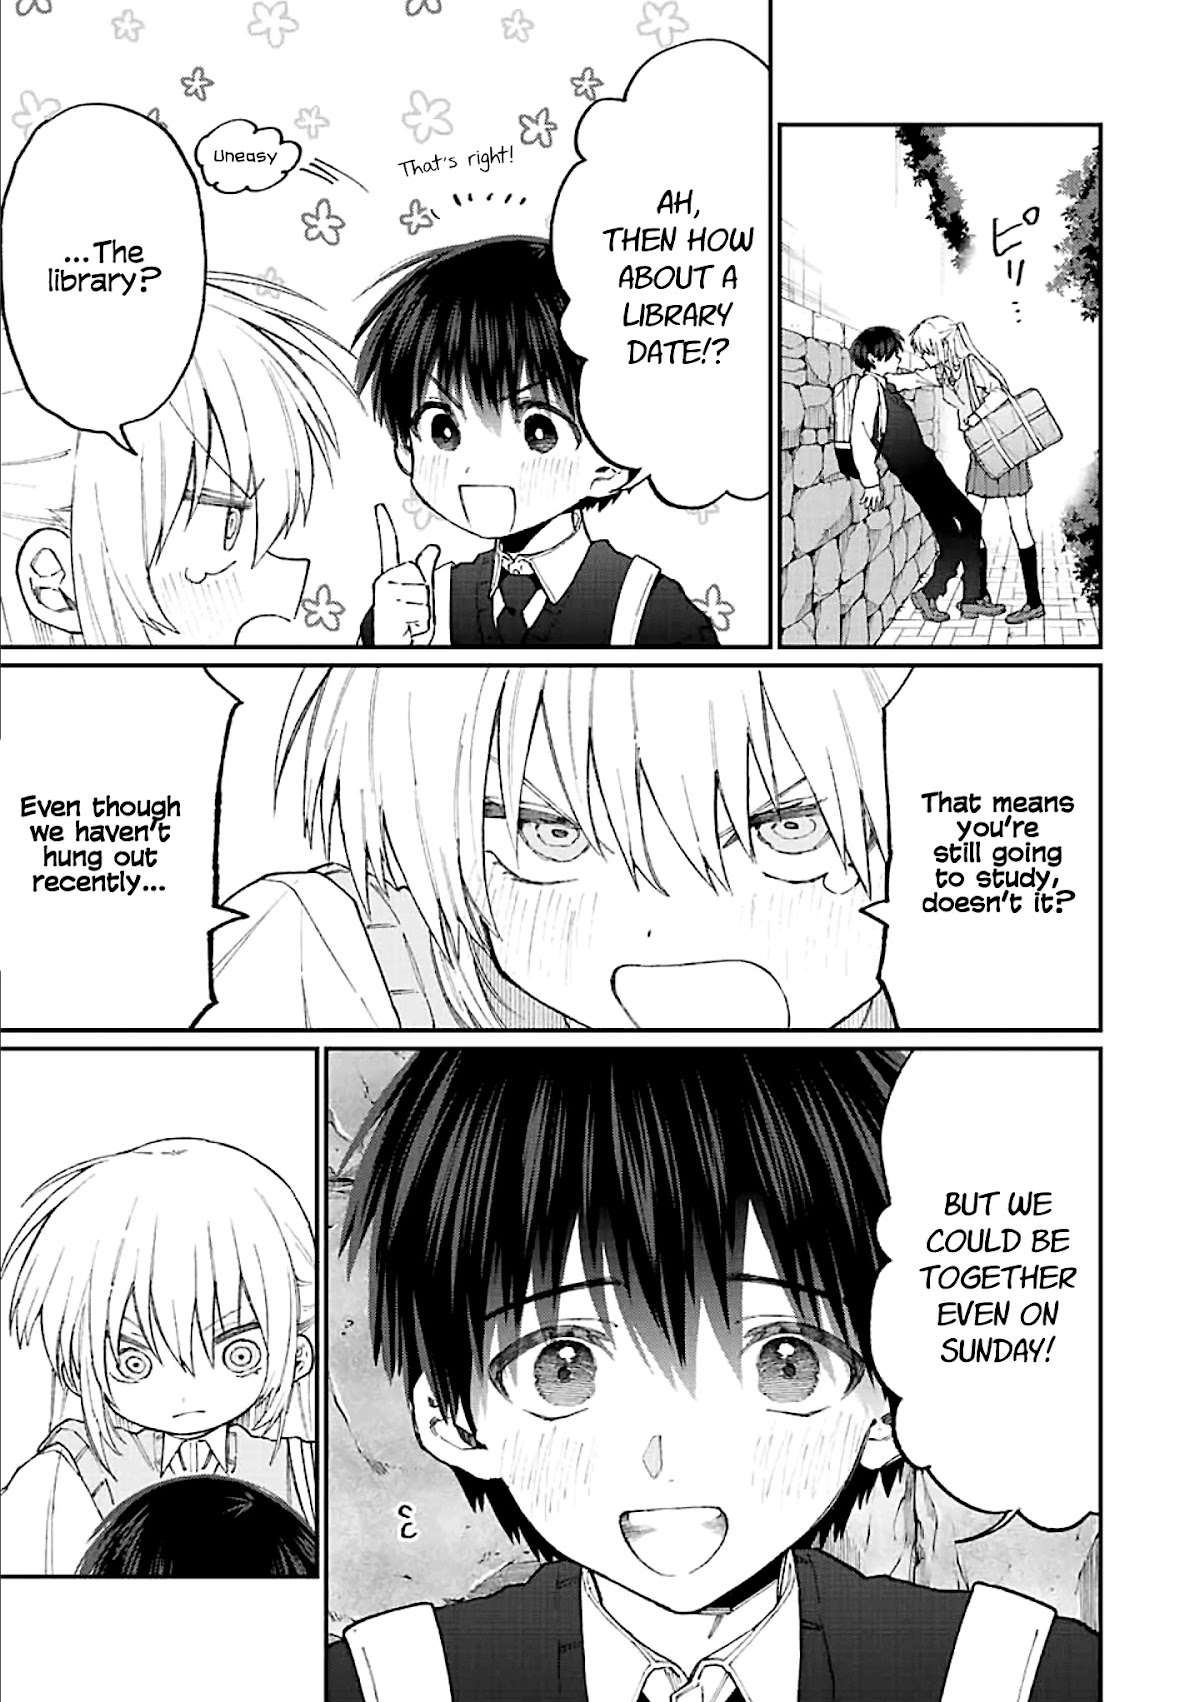 ピリ…
AH,
THEN HOW
ABOUT A
LIBRARY
DATE!?
That's right!
Uneasy
...The
library?
That means
you're
still going
to study,
doesn't it?
Even though
we haven't
hung out
recently...
BUT WE
COULD BE
TOGETHER
EVEN ON
SUNDAY!